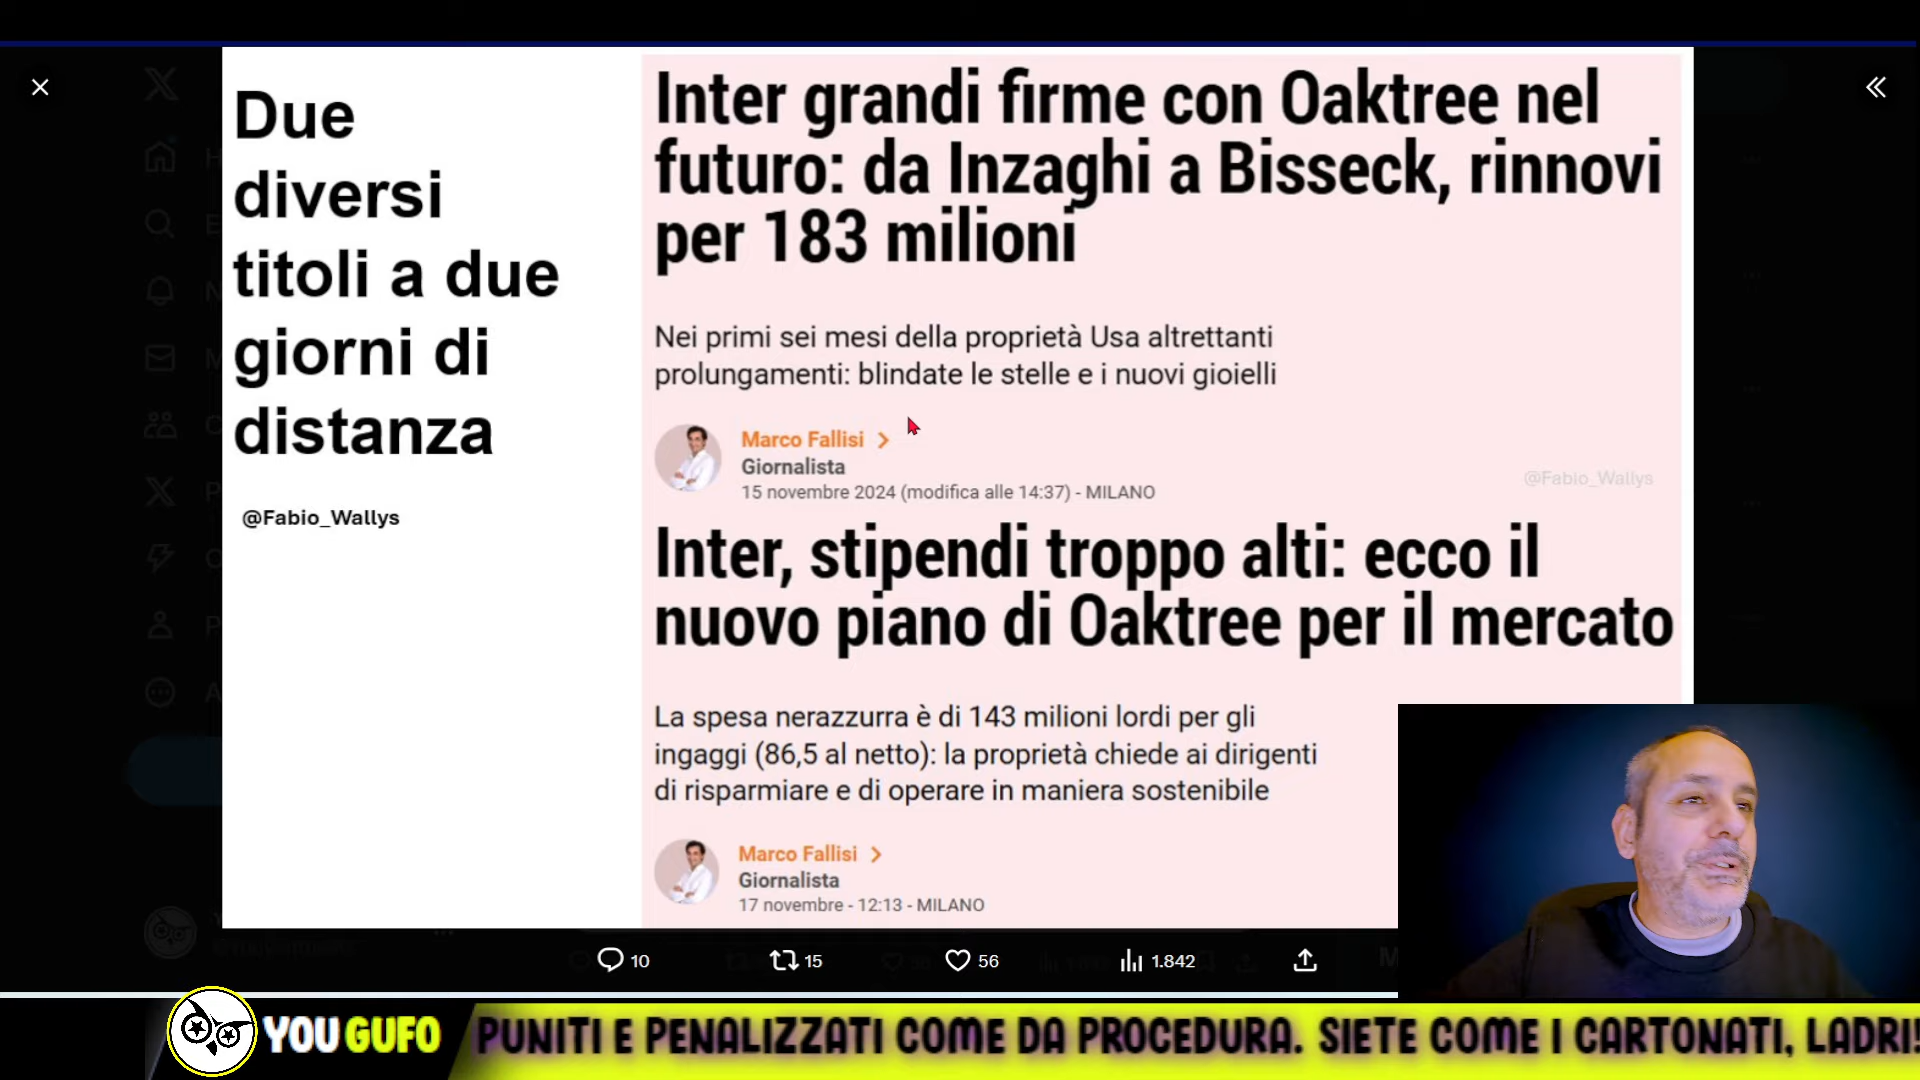 Due
diversi
titoli a due
giorni di
distanza
@Fabio_Wallys
Inter grandi firme con Oaktree nel
futuro: da Inzaghi a Bisseck, rinnovi
per 183 milioni
Nei primi sei mesi della proprietà Usa altrettanti
prolungamenti: blindate le stelle e i nuovi gioielli
Marco Fallisi
Giornalista
15 novembre 2024 (modifica alle 14:37) - MILANO
@Fabio_Wallys
Inter, stipendi troppo alti: ecco il
nuovo piano di Oaktree per il mercato
La spesa nerazzurra è di 143 milioni lordi per gli
ingaggi (86,5 al netto): la proprietà chiede ai dirigenti
di risparmiare e di operare in maniera sostenibile
Marco Fallisi
Giornalista
17 novembre - 12:13 - MILANO
10 15 56 1.842
YOU GUFO
PUNITI E PENALIZZATI COME DA PROCEDURA. SIETE COME I CARTONATI, LADRI!